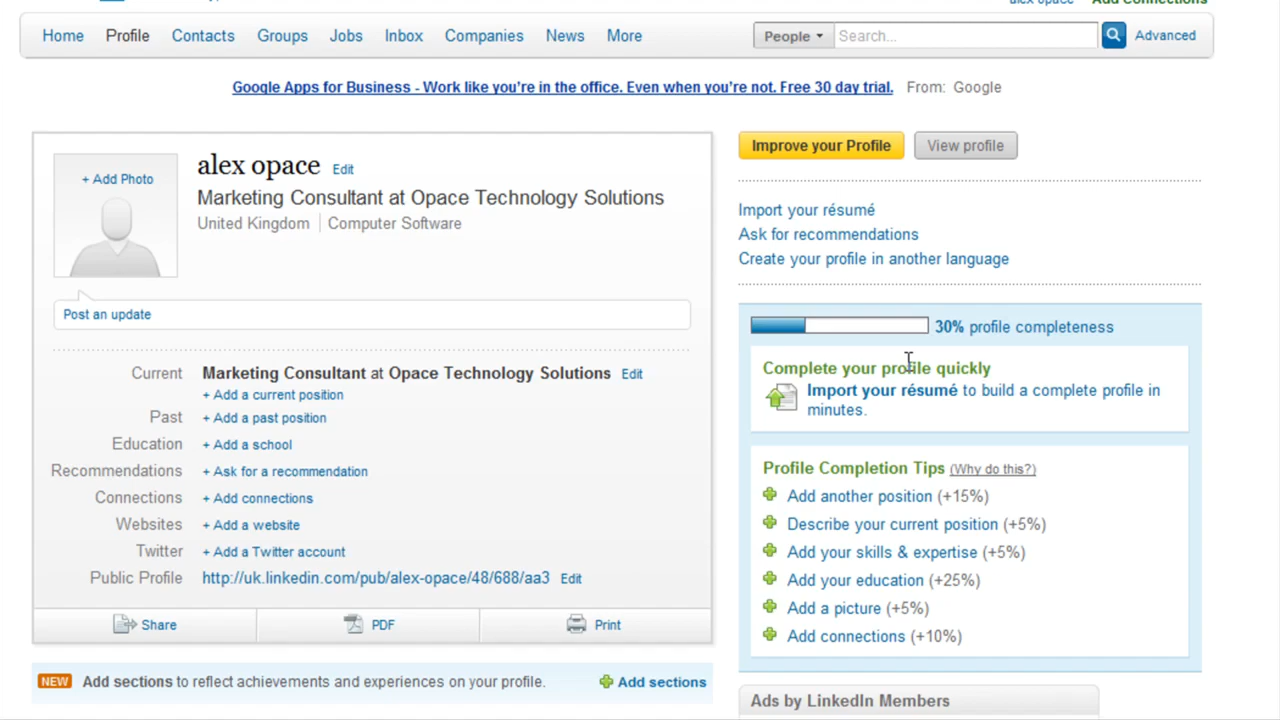 alex opace Add Connections
Home Profile Contacts Groups Jobs Inbox Companies News More People Search... Advanced
Google Apps for Business - Work like you're in the office. Even when you're not. Free 30 day trial. From: Google
+ Add Photo
alex opace Edit
Marketing Consultant at Opace Technology Solutions
United Kingdom Computer Software
Post an update
Current Marketing Consultant at Opace Technology Solutions Edit
+ Add a current position
Past + Add a past position
Education + Add a school
Recommendations + Ask for a recommendation
Connections + Add connections
Websites + Add a website
Twitter + Add a Twitter account
Public Profile http://uk.linkedin.com/pub/alex-opace/48/688/aa3 Edit
Share PDF Print
NEW Add sections to reflect achievements and experiences on your profile. Add sections
Improve your Profile View profile
Import your résumé
Ask for recommendations
Create your profile in another language
30% profile completeness
Complete your profile quickly
Import your résumé to build a complete profile in
minutes.
Profile Completion Tips (Why do this?)
Add another position (+15%)
Describe your current position (+5%)
Add your skills & expertise (+5%)
Add your education (+25%)
Add a picture (+5%)
Add connections (+10%)
Ads by LinkedIn Members